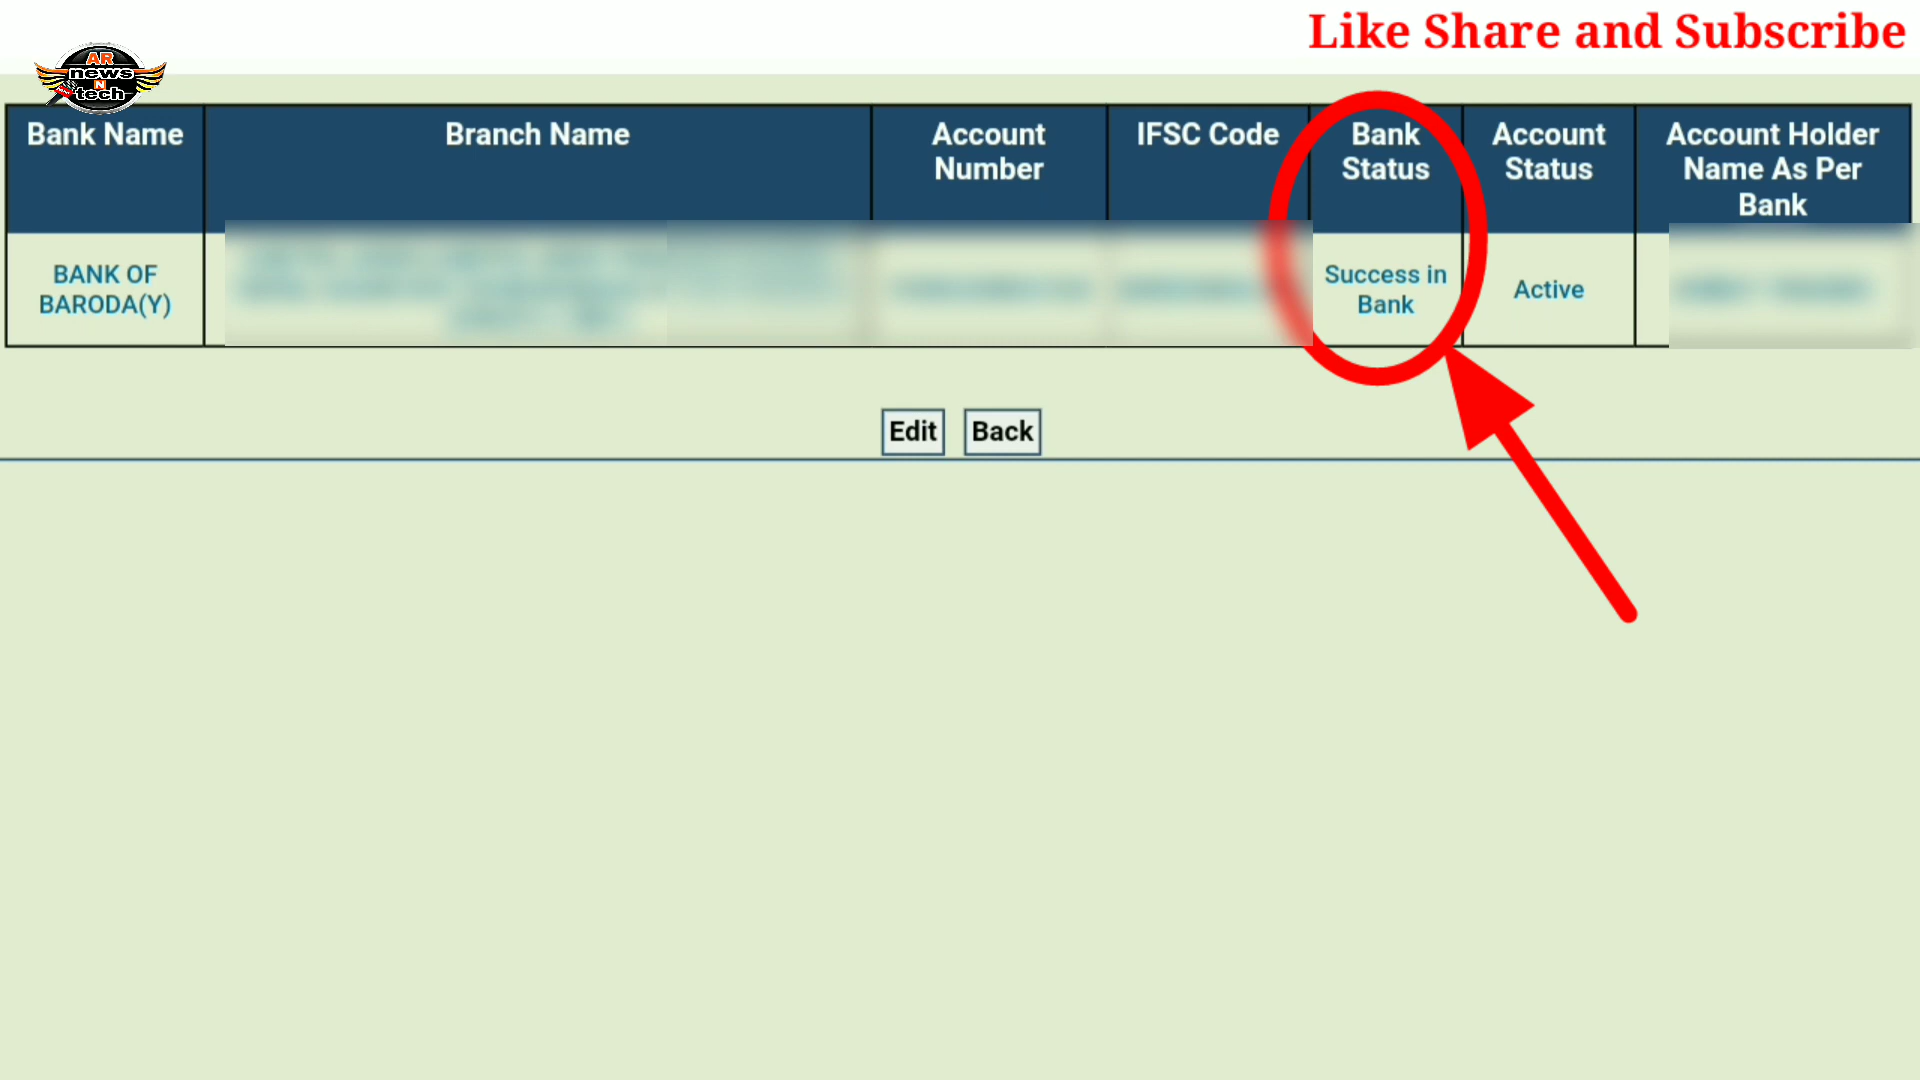 Like Share and Subscribe
AR
news
N
tech
Bank Name
Branch Name
Account
Number
IFSC Code
Bank
Status
Account
Status
Account Holder
Name As Per
Bank
BANK OF
BARODA(Y)
Success in
Bank
Active
Edit
Back